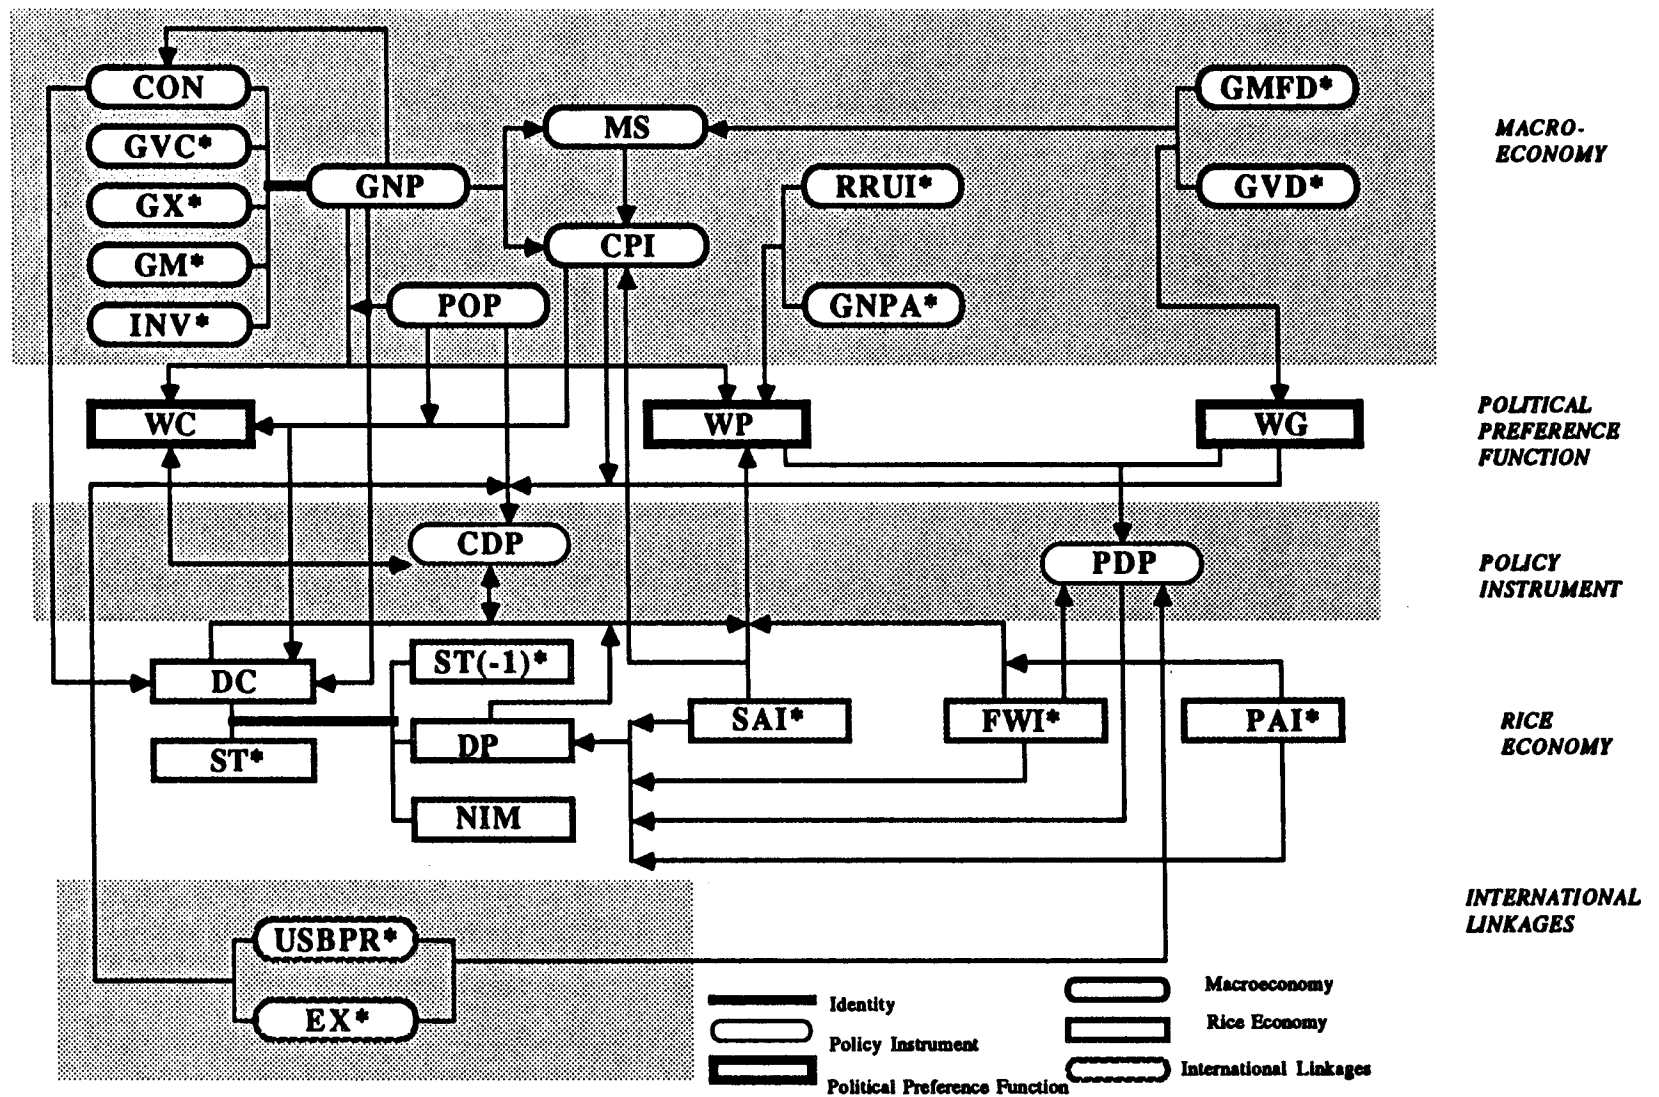 CON
GVC*
GX*
GM*
INV*
GNP
MS
CPI
POP
RRUI*
GNPA*
GMFD*
GVD*
MACRO-
ECONOMY
WC
WP
WG
POLITICAL
PREFERENCE
FUNCTION
CDP
PDP
POLICY
INSTRUMENT
DC
ST*
ST(-1)*
DP
NIM
SAI*
FWI*
PAI*
RICE
ECONOMY
USBPR*
EX*
INTERNATIONAL
LINKAGES
Identity
Policy Instrument
Political Preference Function
Macroeconomy
Rice Economy
International Linkages